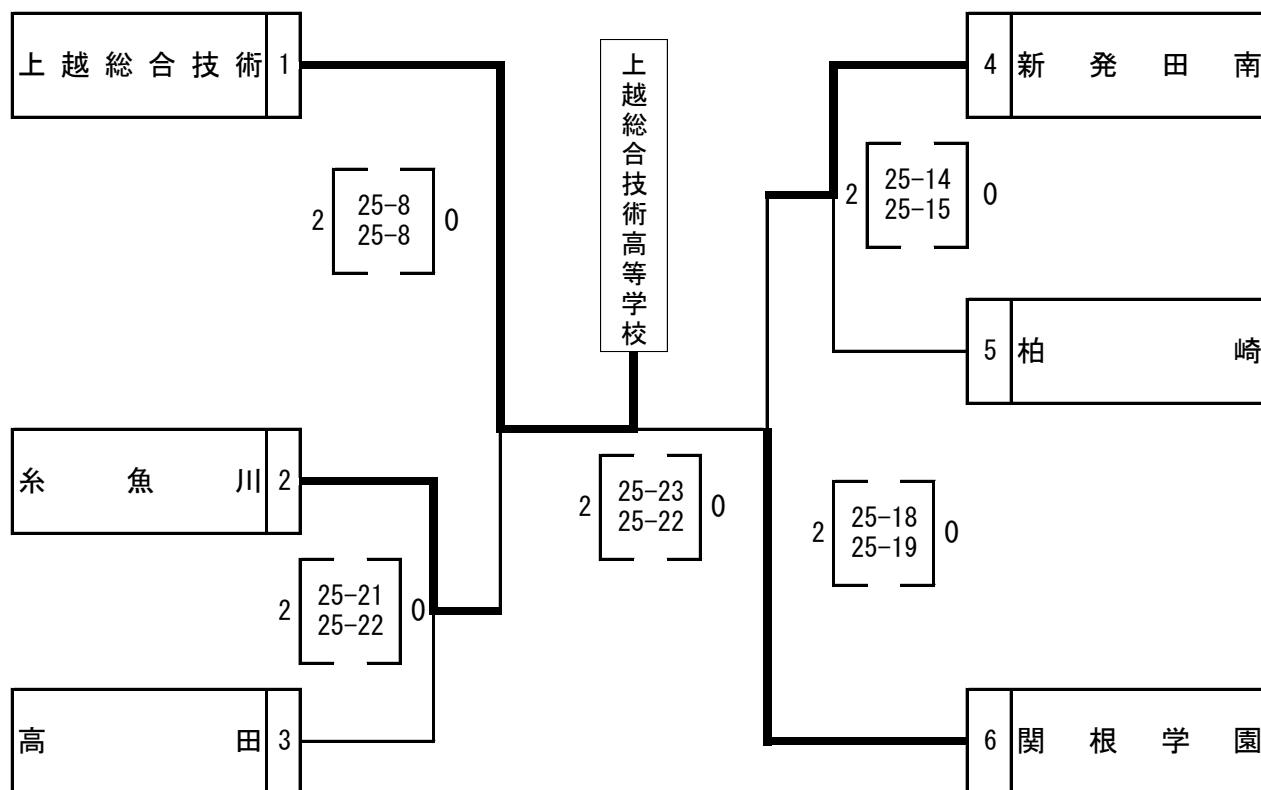 上越総合技術 1
2 25-8 0
25-8
糸魚川 2
2 25-21 0
25-22
高田 3
上越総合技術高等学校
2 25-23 0
25-22
4 新発田南
2 25-14 0
25-15
5 柏崎
2 25-18 0
25-19
6 関根学園